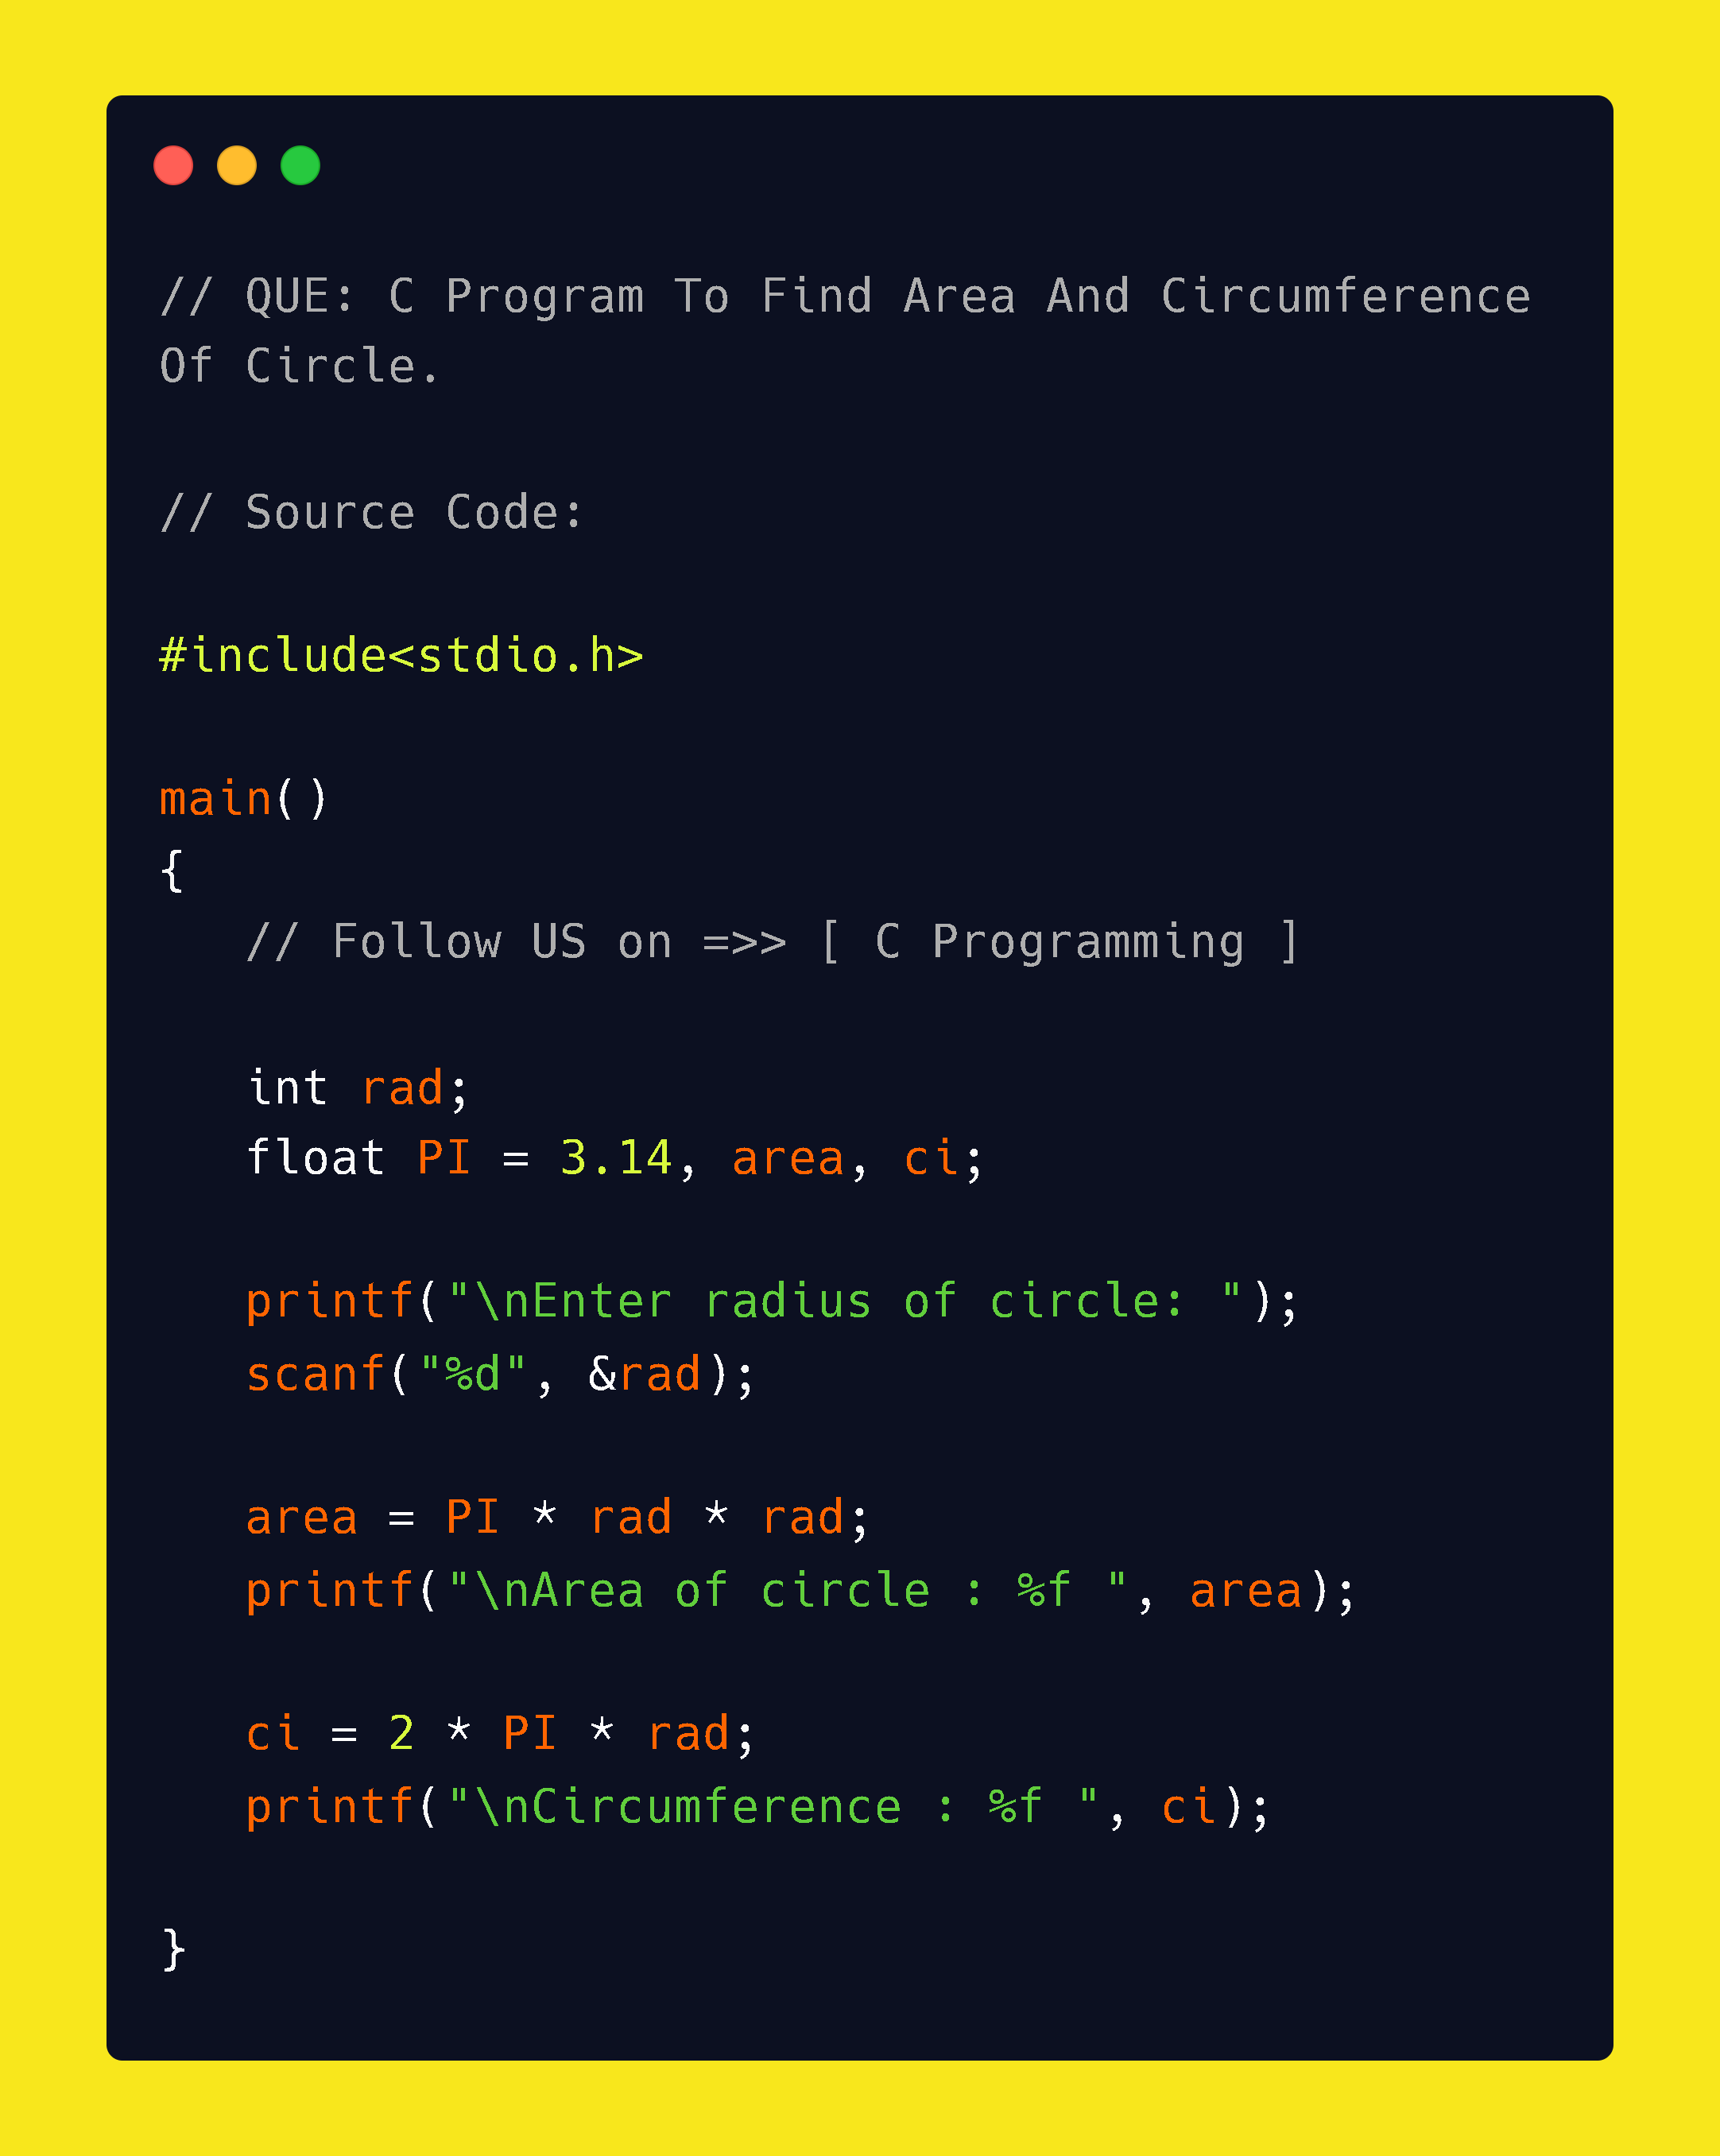 // QUE: C Program To Find Area And Circumference
Of Circle.
// Source Code:
#include<stdio.h>
main()
{
   // Follow US on =>> [ C Programming ]
   int rad;
   float PI = 3.14, area, ci;
   printf("\nEnter radius of circle: ");
   scanf("%d", &rad);
   area = PI * rad * rad;
   printf("\nArea of circle : %f ", area);
   ci = 2 * PI * rad;
   printf("\nCircumference : %f ", ci);
}